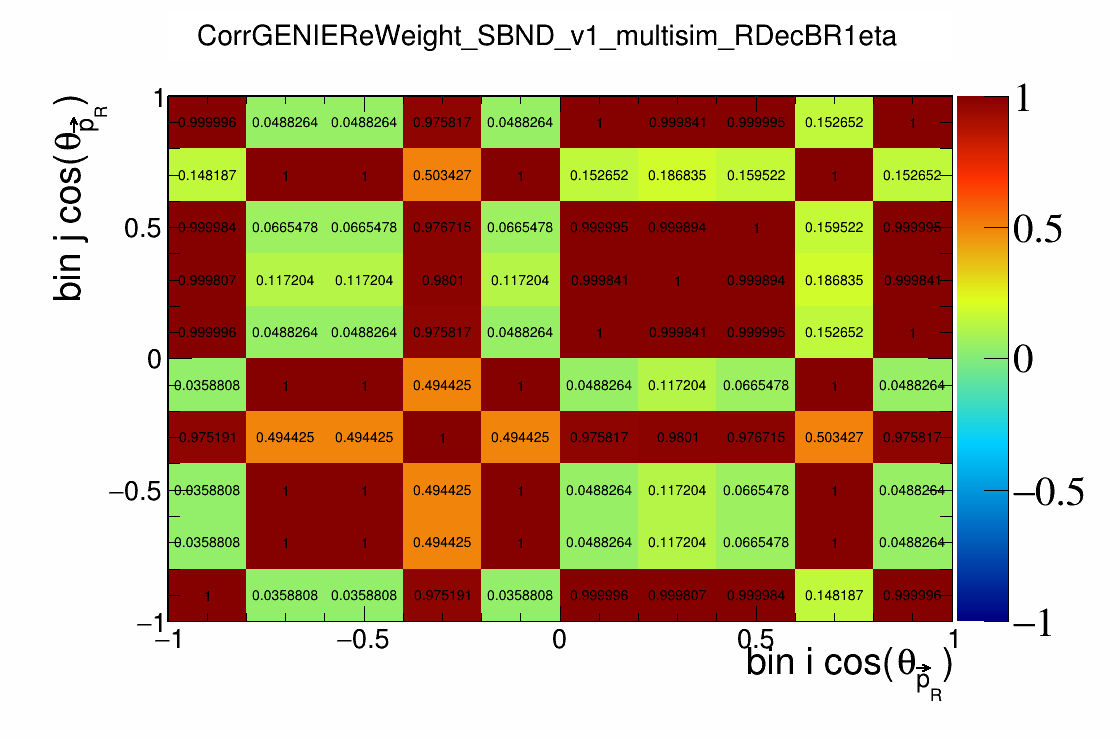 CorrGENIEReWeight_SBND_v1_multisim_RDecBR1eta
bin j cos(θ_p⃗_R)
1
0.999996 0.0488264 0.0488264 0.975817 0.0488264 1 0.999841 0.999995 0.152652 1
0.148187 1 1 0.503427 1 0.152652 0.186835 0.159522 1 0.152652
0.5
0.999984 0.0665478 0.0665478 0.976715 0.0665478 0.999995 0.999894 1 0.159522 0.999995
0.999807 0.117204 0.117204 0.9801 0.117204 0.999841 1 0.999894 0.186835 0.999841
0.999996 0.0488264 0.0488264 0.975817 0.0488264 1 0.999841 0.999995 0.152652 1
0
0.0358808 1 1 0.494425 1 0.0488264 0.117204 0.0665478 1 0.0488264
0.975191 0.494425 0.494425 1 0.494425 0.975817 0.9801 0.976715 0.503427 0.975817
−0.5
0.0358808 1 1 0.494425 1 0.0488264 0.117204 0.0665478 1 0.0488264
0.0358808 1 1 0.494425 1 0.0488264 0.117204 0.0665478 1 0.0488264
1 0.0358808 0.0358808 0.975191 0.0358808 0.999996 0.999807 0.999984 0.148187 0.999996
−1
−1 −0.5 0 0.5 1
bin i cos(θ_p⃗_R)
1
0.5
0
−0.5
−1